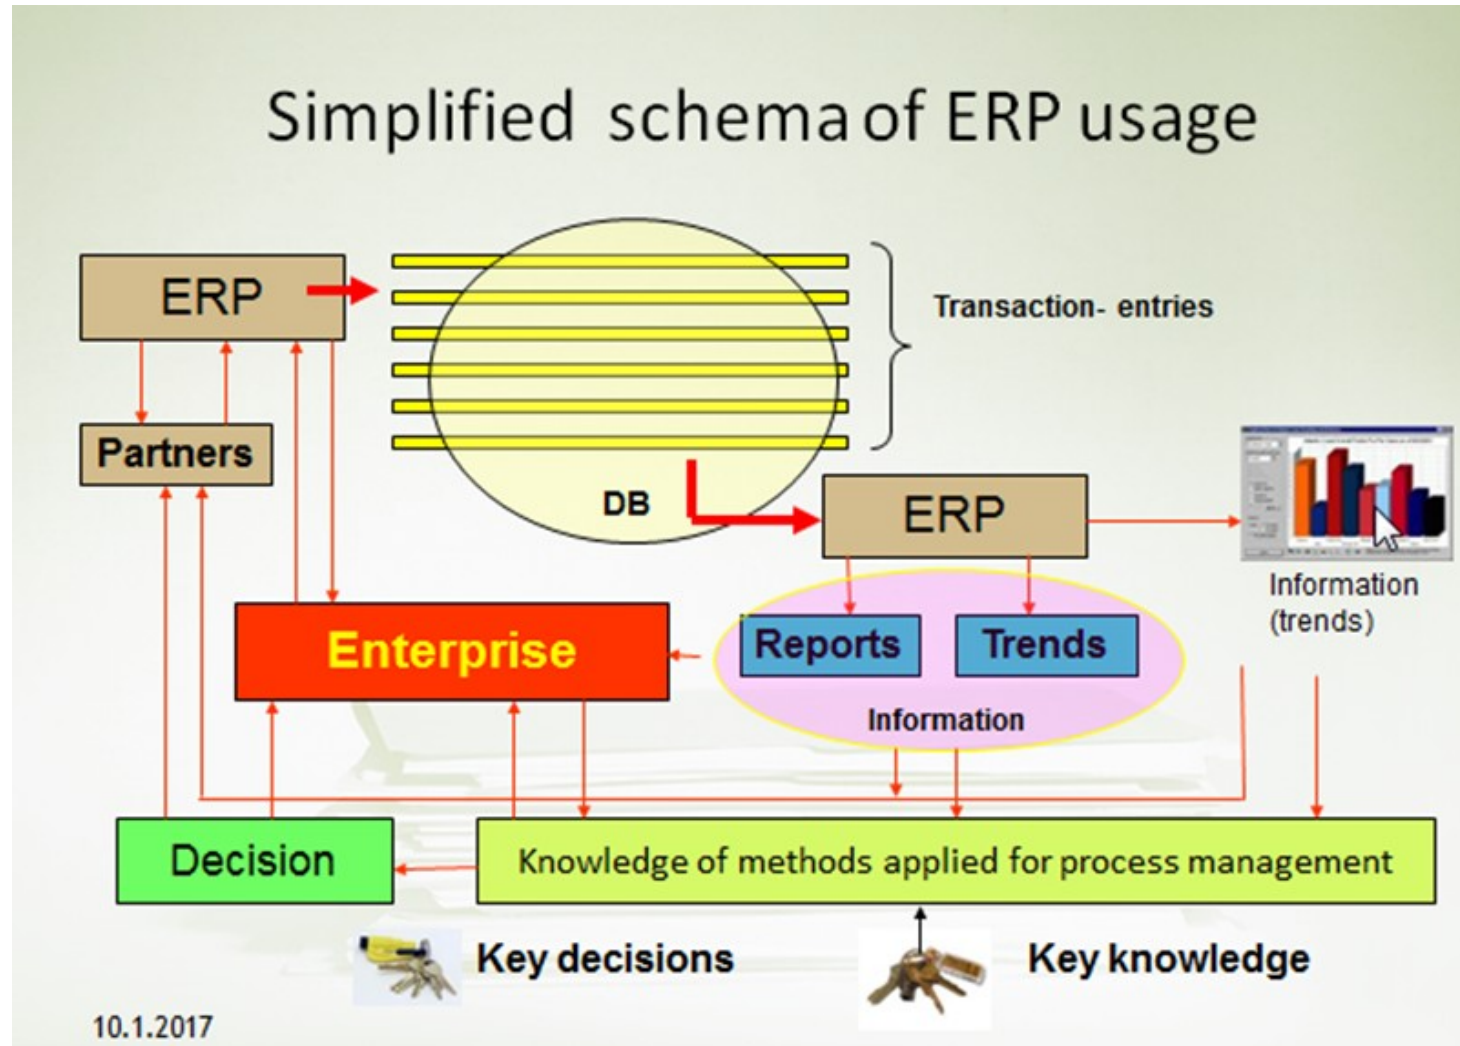 Simplified schema of ERP usage
ERP
Transaction- entries
Partners
DB
ERP
Information
(trends)
Enterprise
Reports
Trends
Information
Decision
Knowledge of methods applied for process management
Key decisions
Key knowledge
10.1.2017